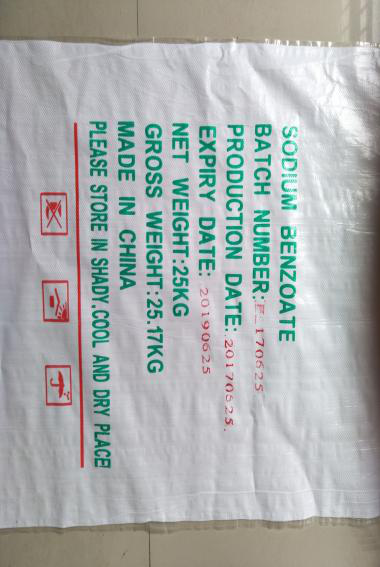 SODIUM BENZOATE
BATCH NUMBER: 170625
PRODUCTION DATE: 20170625.
EXPIRY DATE: 20190625
NET WEIGHT:25KG
GROSS WEIGHT:25.17KG
MADE IN CHINA
PLEASE STORE IN SHADY.COOL AND DRY PLACE